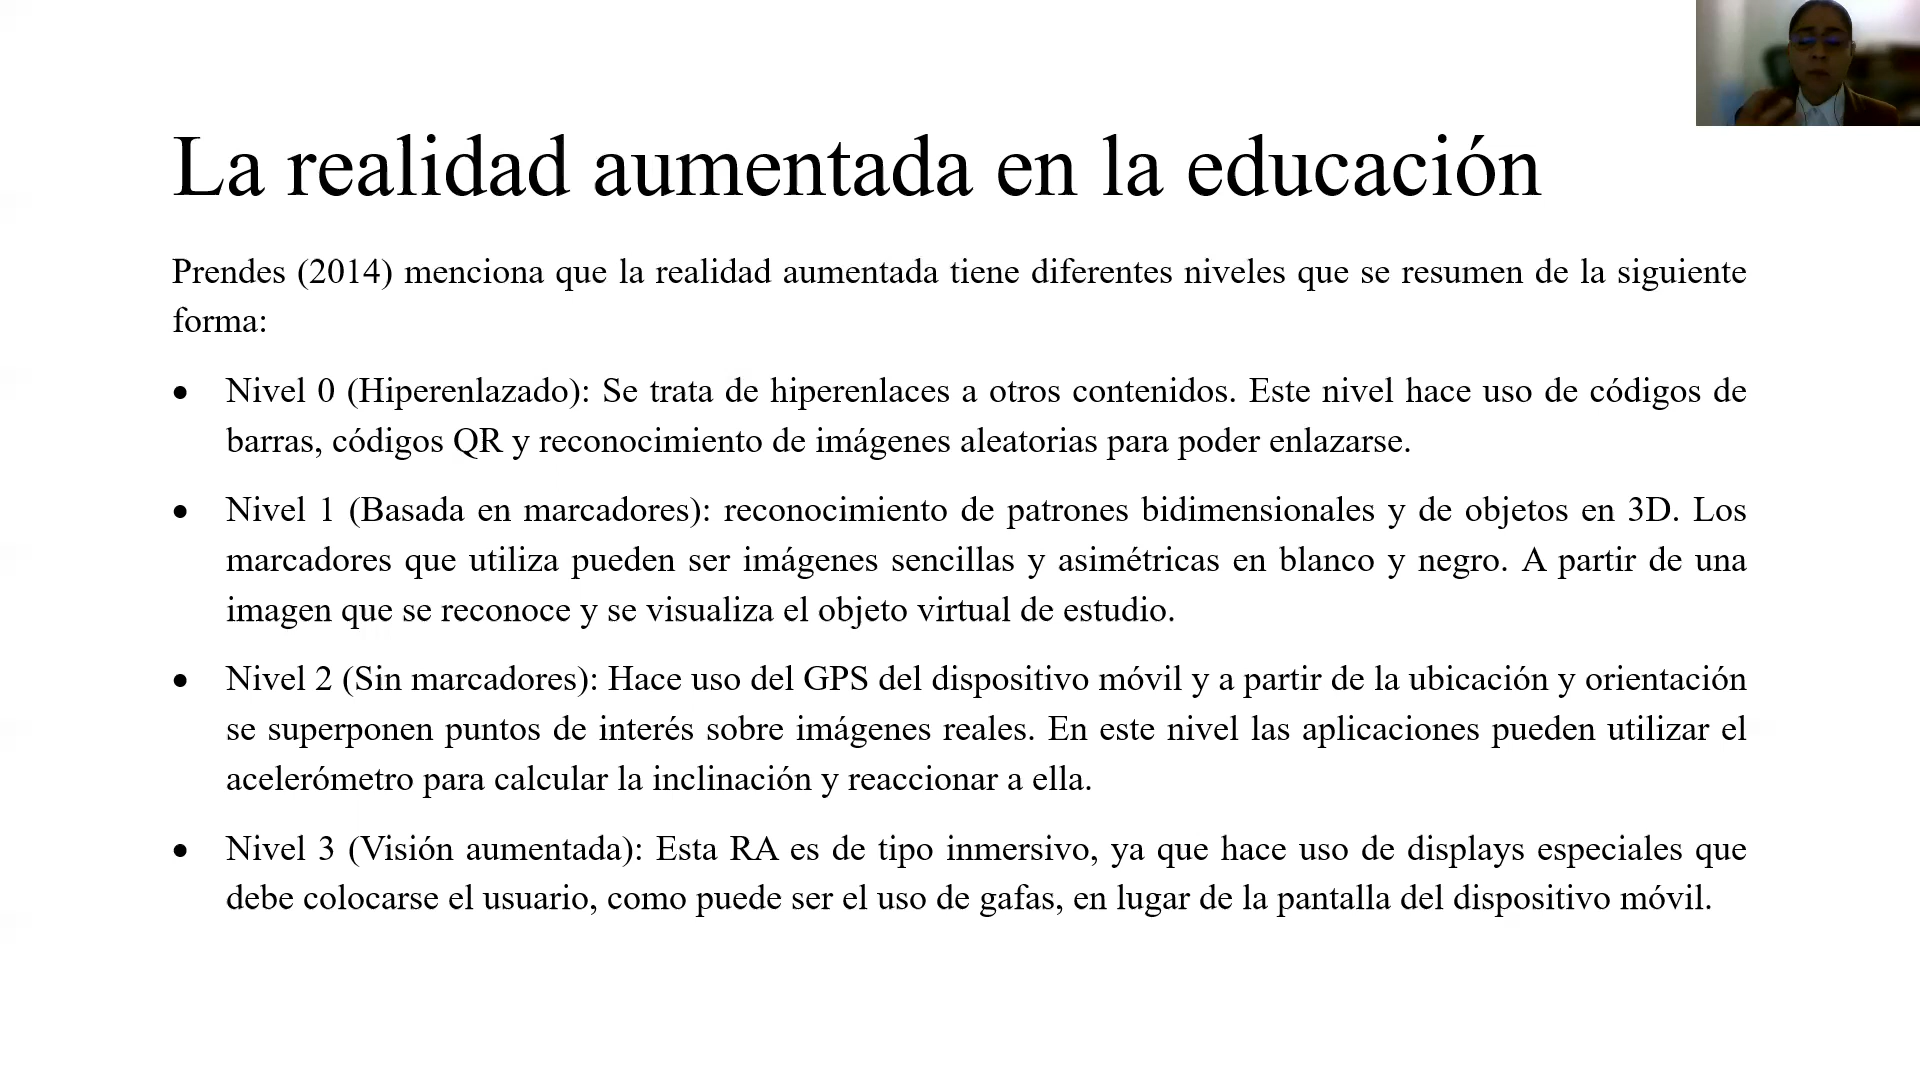 La realidad aumentada en la educación
Prendes (2014) menciona que la realidad aumentada tiene diferentes niveles que se resumen de la siguiente
forma:
• Nivel 0 (Hiperenlazado): Se trata de hiperenlaces a otros contenidos. Este nivel hace uso de códigos de
barras, códigos QR y reconocimiento de imágenes aleatorias para poder enlazarse.
• Nivel 1 (Basada en marcadores): reconocimiento de patrones bidimensionales y de objetos en 3D. Los
marcadores que utiliza pueden ser imágenes sencillas y asimétricas en blanco y negro. A partir de una
imagen que se reconoce y se visualiza el objeto virtual de estudio.
• Nivel 2 (Sin marcadores): Hace uso del GPS del dispositivo móvil y a partir de la ubicación y orientación
se superponen puntos de interés sobre imágenes reales. En este nivel las aplicaciones pueden utilizar el
acelerómetro para calcular la inclinación y reaccionar a ella.
• Nivel 3 (Visión aumentada): Esta RA es de tipo inmersivo, ya que hace uso de displays especiales que
debe colocarse el usuario, como puede ser el uso de gafas, en lugar de la pantalla del dispositivo móvil.